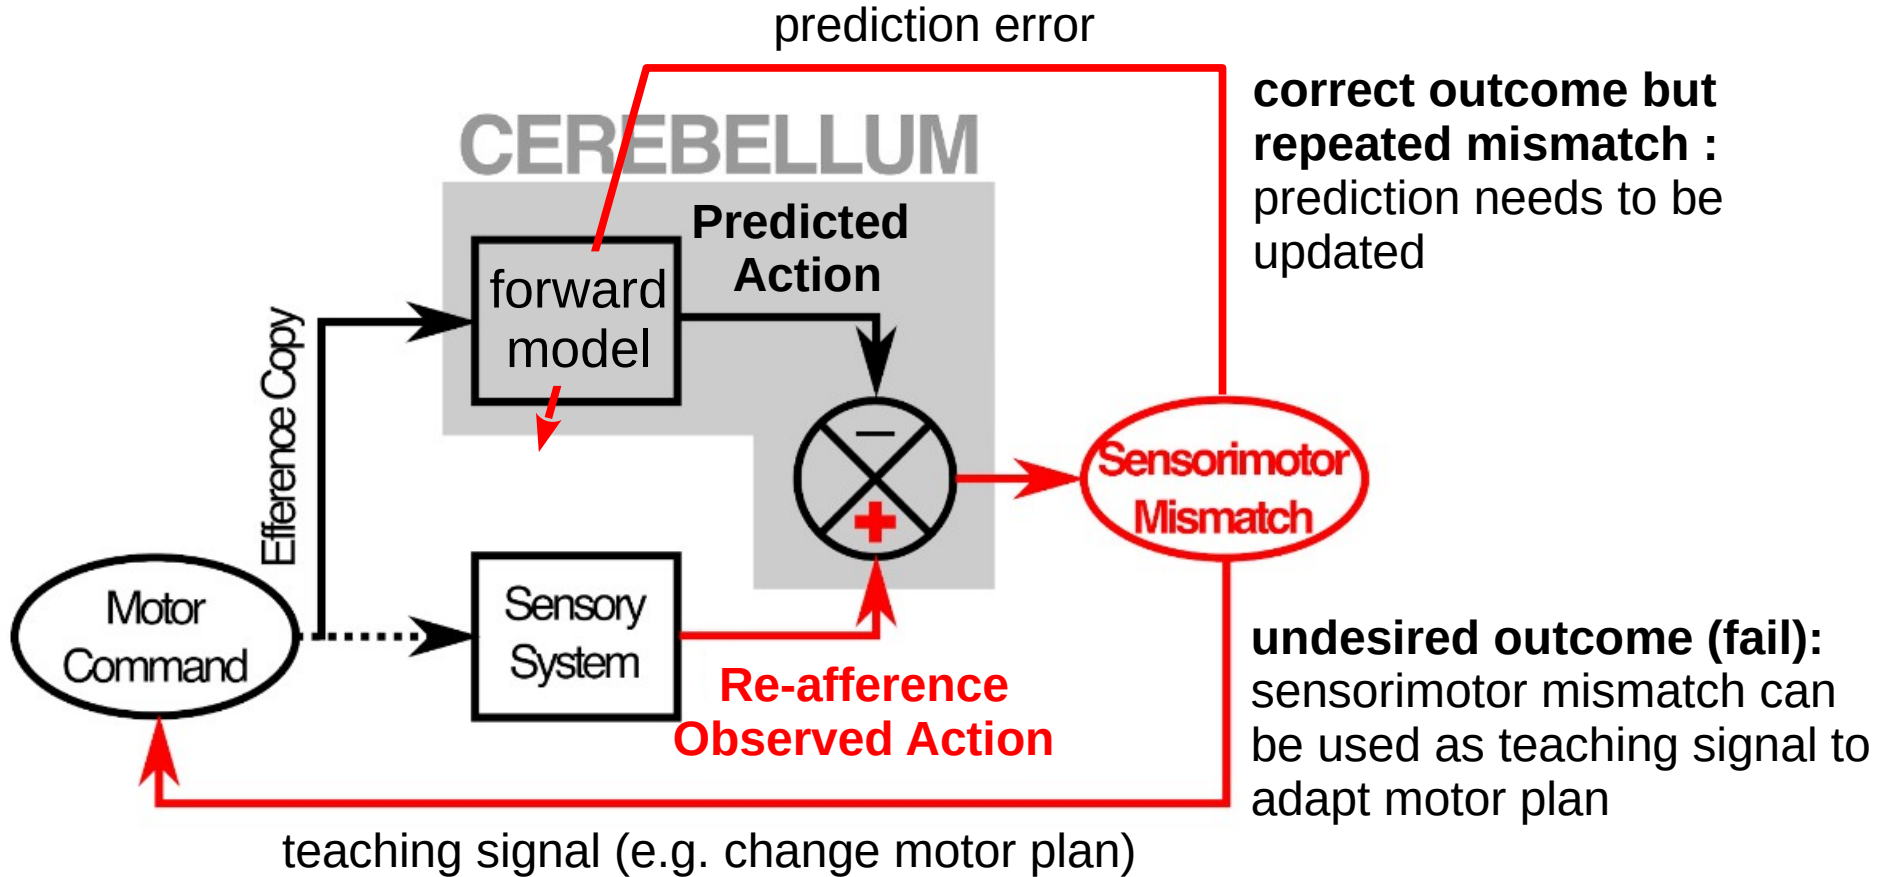 prediction error
correct outcome but
repeated mismatch :
prediction needs to be
updated
CEREBELLUM
Predicted
Action
forward
model
Efference Copy
−
+
Sensorimotor
Mismatch
Motor
Command
Sensory
System
Re-afference
Observed Action
undesired outcome (fail):
sensorimotor mismatch can
be used as teaching signal to
adapt motor plan
teaching signal (e.g. change motor plan)